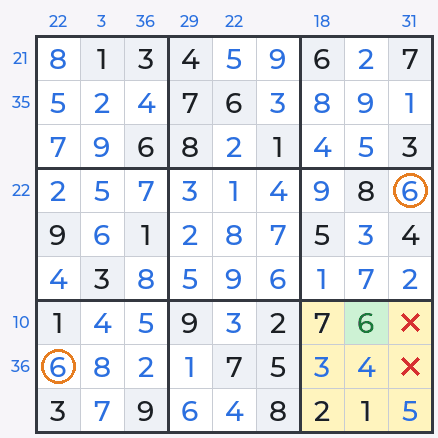 22 3 36 29 22 18 31
21 8 1 3 4 5 9 6 2 7
35 5 2 4 7 6 3 8 9 1
7 9 6 8 2 1 4 5 3
22 2 5 7 3 1 4 9 8 6
9 6 1 2 8 7 5 3 4
4 3 8 5 9 6 1 7 2
10 1 4 5 9 3 2 7 6
36 6 8 2 1 7 5 3 4
3 7 9 6 4 8 2 1 5